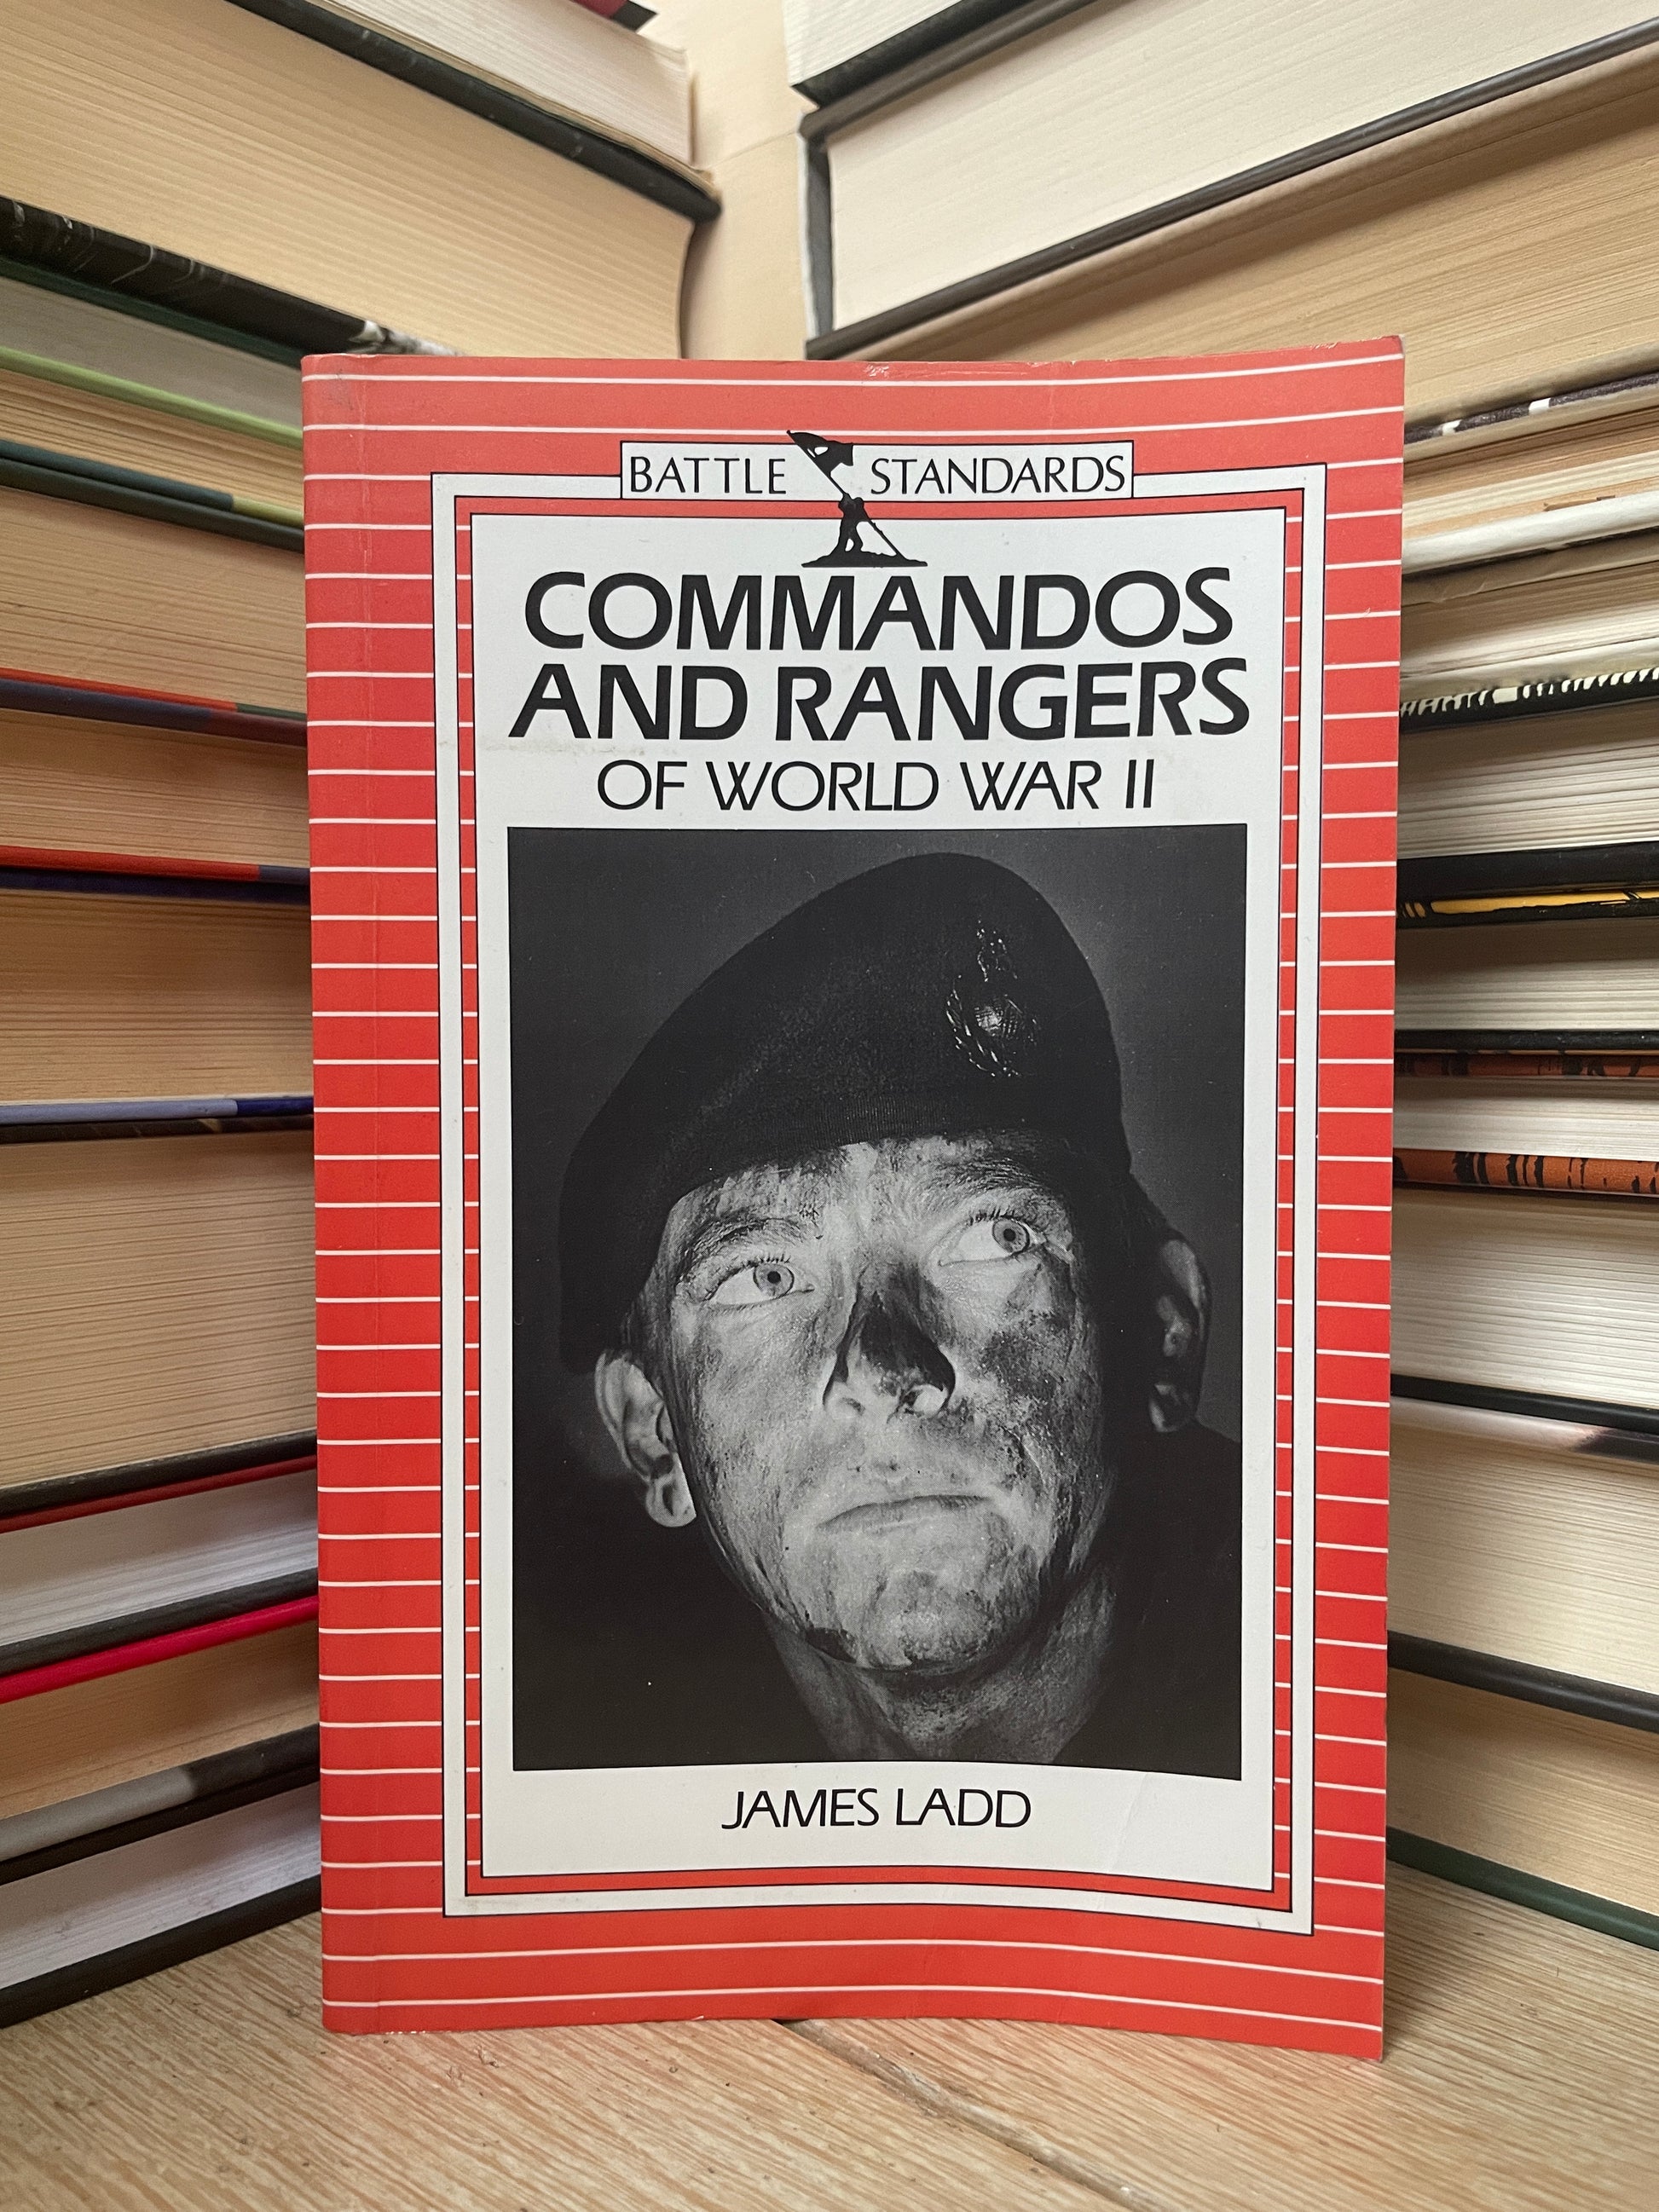 BATTLE STANDARDS
COMMANDOS
AND RANGERS
OF WORLD WAR II
JAMES LADD